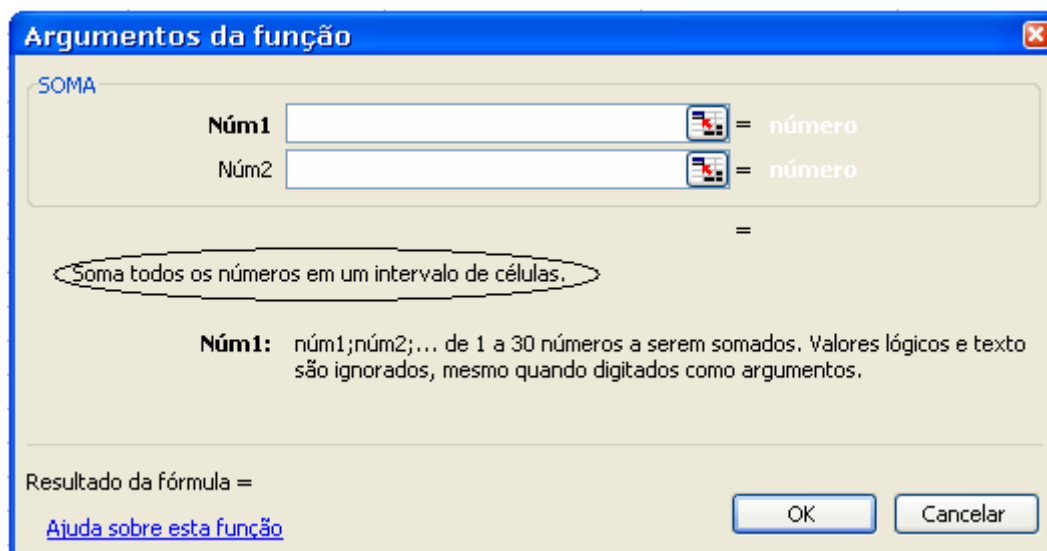 Argumentos da função
SOMA
Núm1 = número
Núm2 = número
=
Soma todos os números em um intervalo de células.
Núm1: núm1;núm2;... de 1 a 30 números a serem somados. Valores lógicos e texto
são ignorados, mesmo quando digitados como argumentos.
Resultado da fórmula =
Ajuda sobre esta função
OK
Cancelar